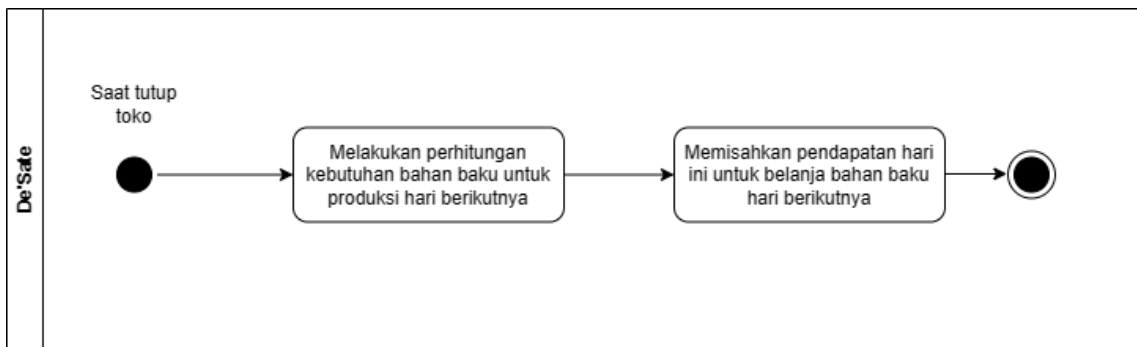 De'Sate
Saat tutup
toko
Melakukan perhitungan
kebutuhan bahan baku untuk
produksi hari berikutnya
Memisahkan pendapatan hari
ini untuk belanja bahan baku
hari berikutnya